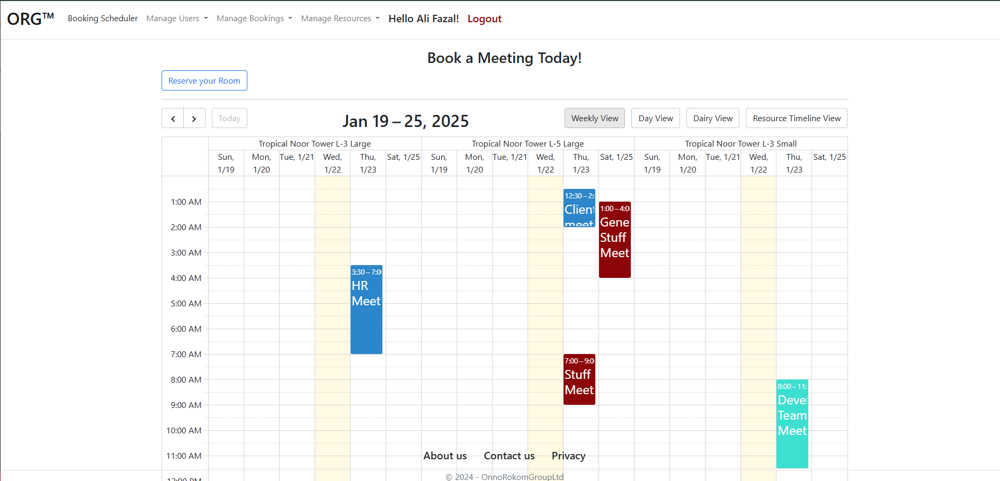 ORG™ Booking Scheduler Manage Users Manage Bookings Manage Resources Hello Ali Fazal! Logout
Book a Meeting Today!
Reserve your Room
Today
Jan 19 – 25, 2025
Weekly View Day View Dairy View Resource Timeline View
Tropical Noor Tower L-3 Large Tropical Noor Tower L-5 Large Tropical Noor Tower L-3 Small
Sun, 1/19 Mon, 1/20 Tue, 1/21 Wed, 1/22 Thu, 1/23 Sat, 1/25 Sun, 1/19 Mon, 1/20 Tue, 1/21 Wed, 1/22 Thu, 1/23 Sat, 1/25 Sun, 1/19 Mon, 1/20 Tue, 1/21 Wed, 1/22 Thu, 1/23 Sat, 1/25
12:30 – 2:0
Client
meeti
1:00 AM
1:00 – 4:0
Gene
Stuff
Meet
2:00 AM
3:00 AM
3:30 – 7:00
HR
Meet
4:00 AM
5:00 AM
6:00 AM
7:00 AM
7:00 – 9:00
Stuff
Meet
8:00 AM
8:00 – 11:
Devel
Team
Meet
9:00 AM
10:00 AM
11:00 AM
About us Contact us Privacy
12:00 PM
© 2024 - OnnoRokomGroupLtd